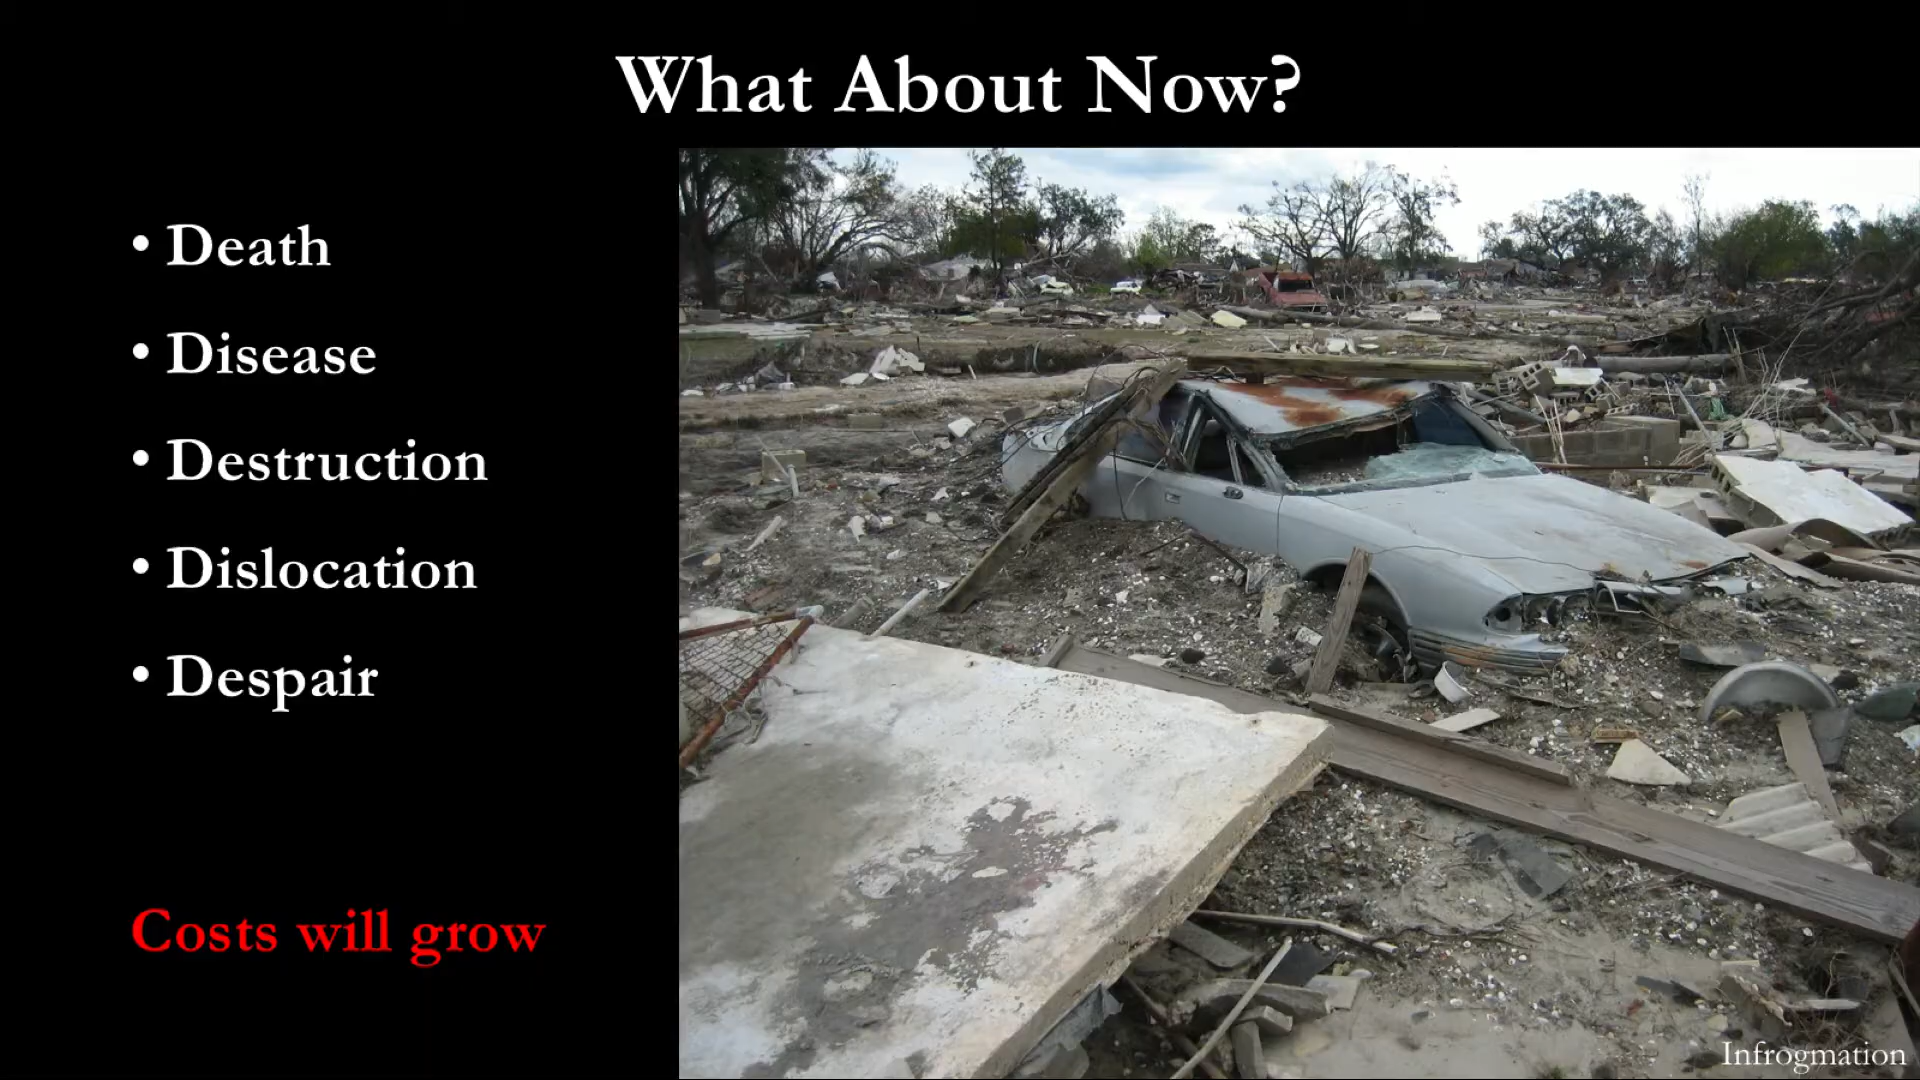 What About Now?
• Death
• Disease
• Destruction
• Dislocation
• Despair
Costs will grow
Infrogmation